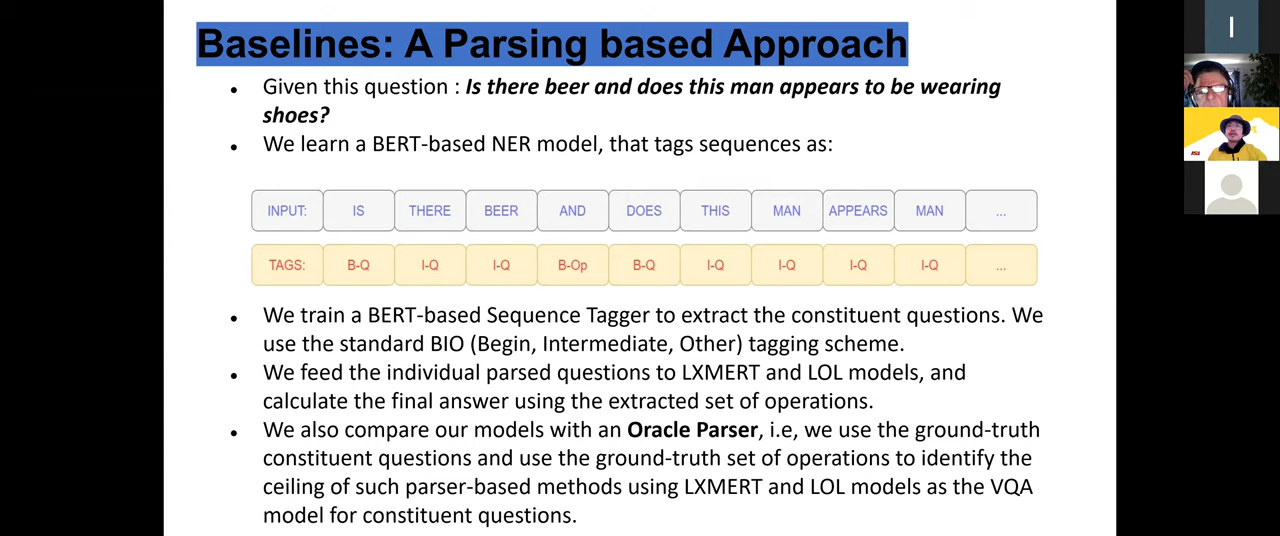 Baselines: A Parsing based Approach
Given this question : Is there beer and does this man appears to be wearing
shoes?
We learn a BERT-based NER model, that tags sequences as:
INPUT: IS THERE BEER AND DOES THIS MAN APPEARS MAN ...
TAGS: B-Q I-Q I-Q B-Op B-Q I-Q I-Q I-Q I-Q ...
We train a BERT-based Sequence Tagger to extract the constituent questions. We
use the standard BIO (Begin, Intermediate, Other) tagging scheme.
We feed the individual parsed questions to LXMERT and LOL models, and
calculate the final answer using the extracted set of operations.
We also compare our models with an Oracle Parser, i.e, we use the ground-truth
constituent questions and use the ground-truth set of operations to identify the
ceiling of such parser-based methods using LXMERT and LOL models as the VQA
model for constituent questions.
I
ASU